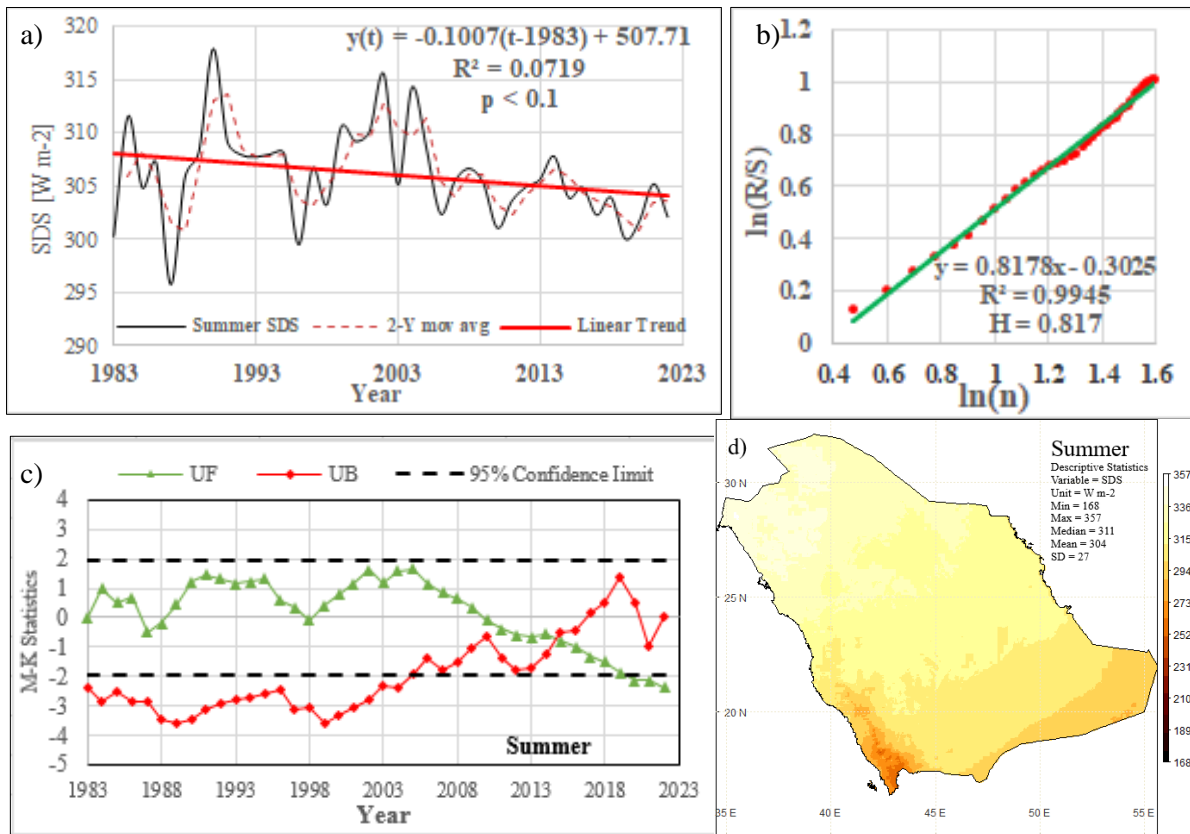 a)
y(t) = -0.1007(t-1983) + 507.71
R² = 0.0719
p < 0.1
320
315
310
305
300
295
290
SDS [W m-2]
Summer SDS 2-Y mov avg Linear Trend
1983 1993 2003 2013 2023
Year
b)
1.2
1
0.8
0.6
0.4
0.2
0
ln(R/S)
y = 0.8178x - 0.3025
R² = 0.9945
H = 0.817
0.4 0.6 0.8 1 1.2 1.4 1.6
ln(n)
c)
UF UB 95% Confidence limit
4
3
2
1
0
-1
-2
-3
-4
-5
M-K Statistics
Summer
1983 1988 1993 1998 2003 2008 2013 2018 2023
Year
d)
Summer
Descriptive Statistics
Variable = SDS
Unit = W m-2
Min = 168
Max = 357
Median = 311
Mean = 304
SD = 27
30 N
25 N
20 N
35 E 40 E 45 E 50 E 55 E
357
336
315
294
273
252
231
210
189
168